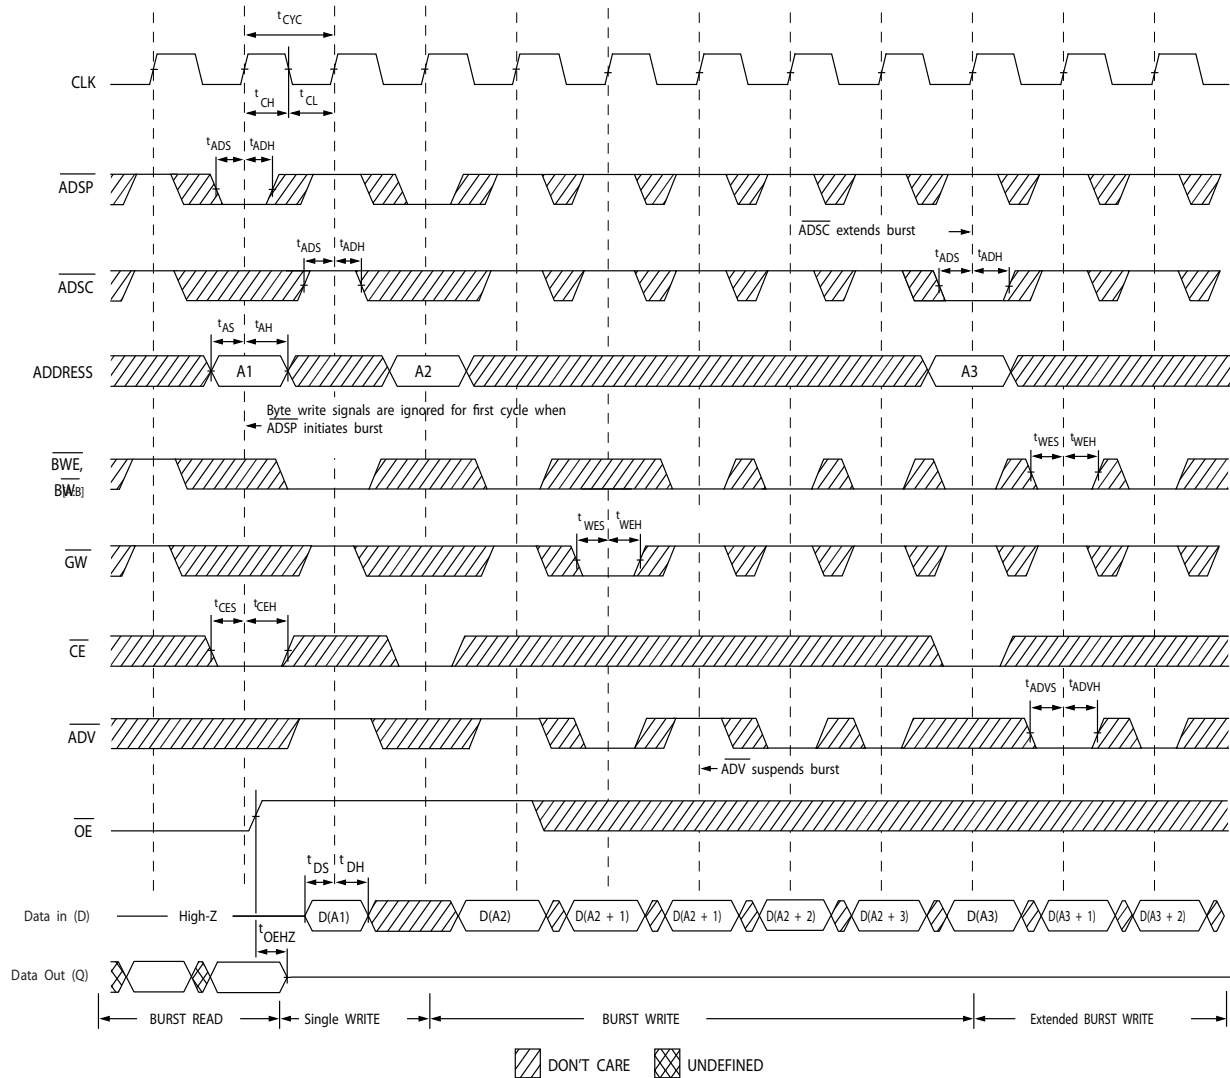 tCYC
CLK
tCH
tCL
tADS
tADH
ADSP
ADSC extends burst
tADS
tADH
tADS
tADH
ADSC
tAS
tAH
ADDRESS
A1
A2
A3
Byte write signals are ignored for first cycle when
ADSP initiates burst
tWES
tWEH
BWE,
BW[A:B]
tWES
tWEH
GW
tCES
tCEH
CE
tADVS
tADVH
ADV
ADV suspends burst
OE
tDS
tDH
Data in (D)
High-Z
D(A1)
D(A2)
D(A2 + 1)
D(A2 + 1)
D(A2 + 2)
D(A2 + 3)
D(A3)
D(A3 + 1)
D(A3 + 2)
tOEHZ
Data Out (Q)
BURST READ
Single WRITE
BURST WRITE
Extended BURST WRITE
DON'T CARE
UNDEFINED